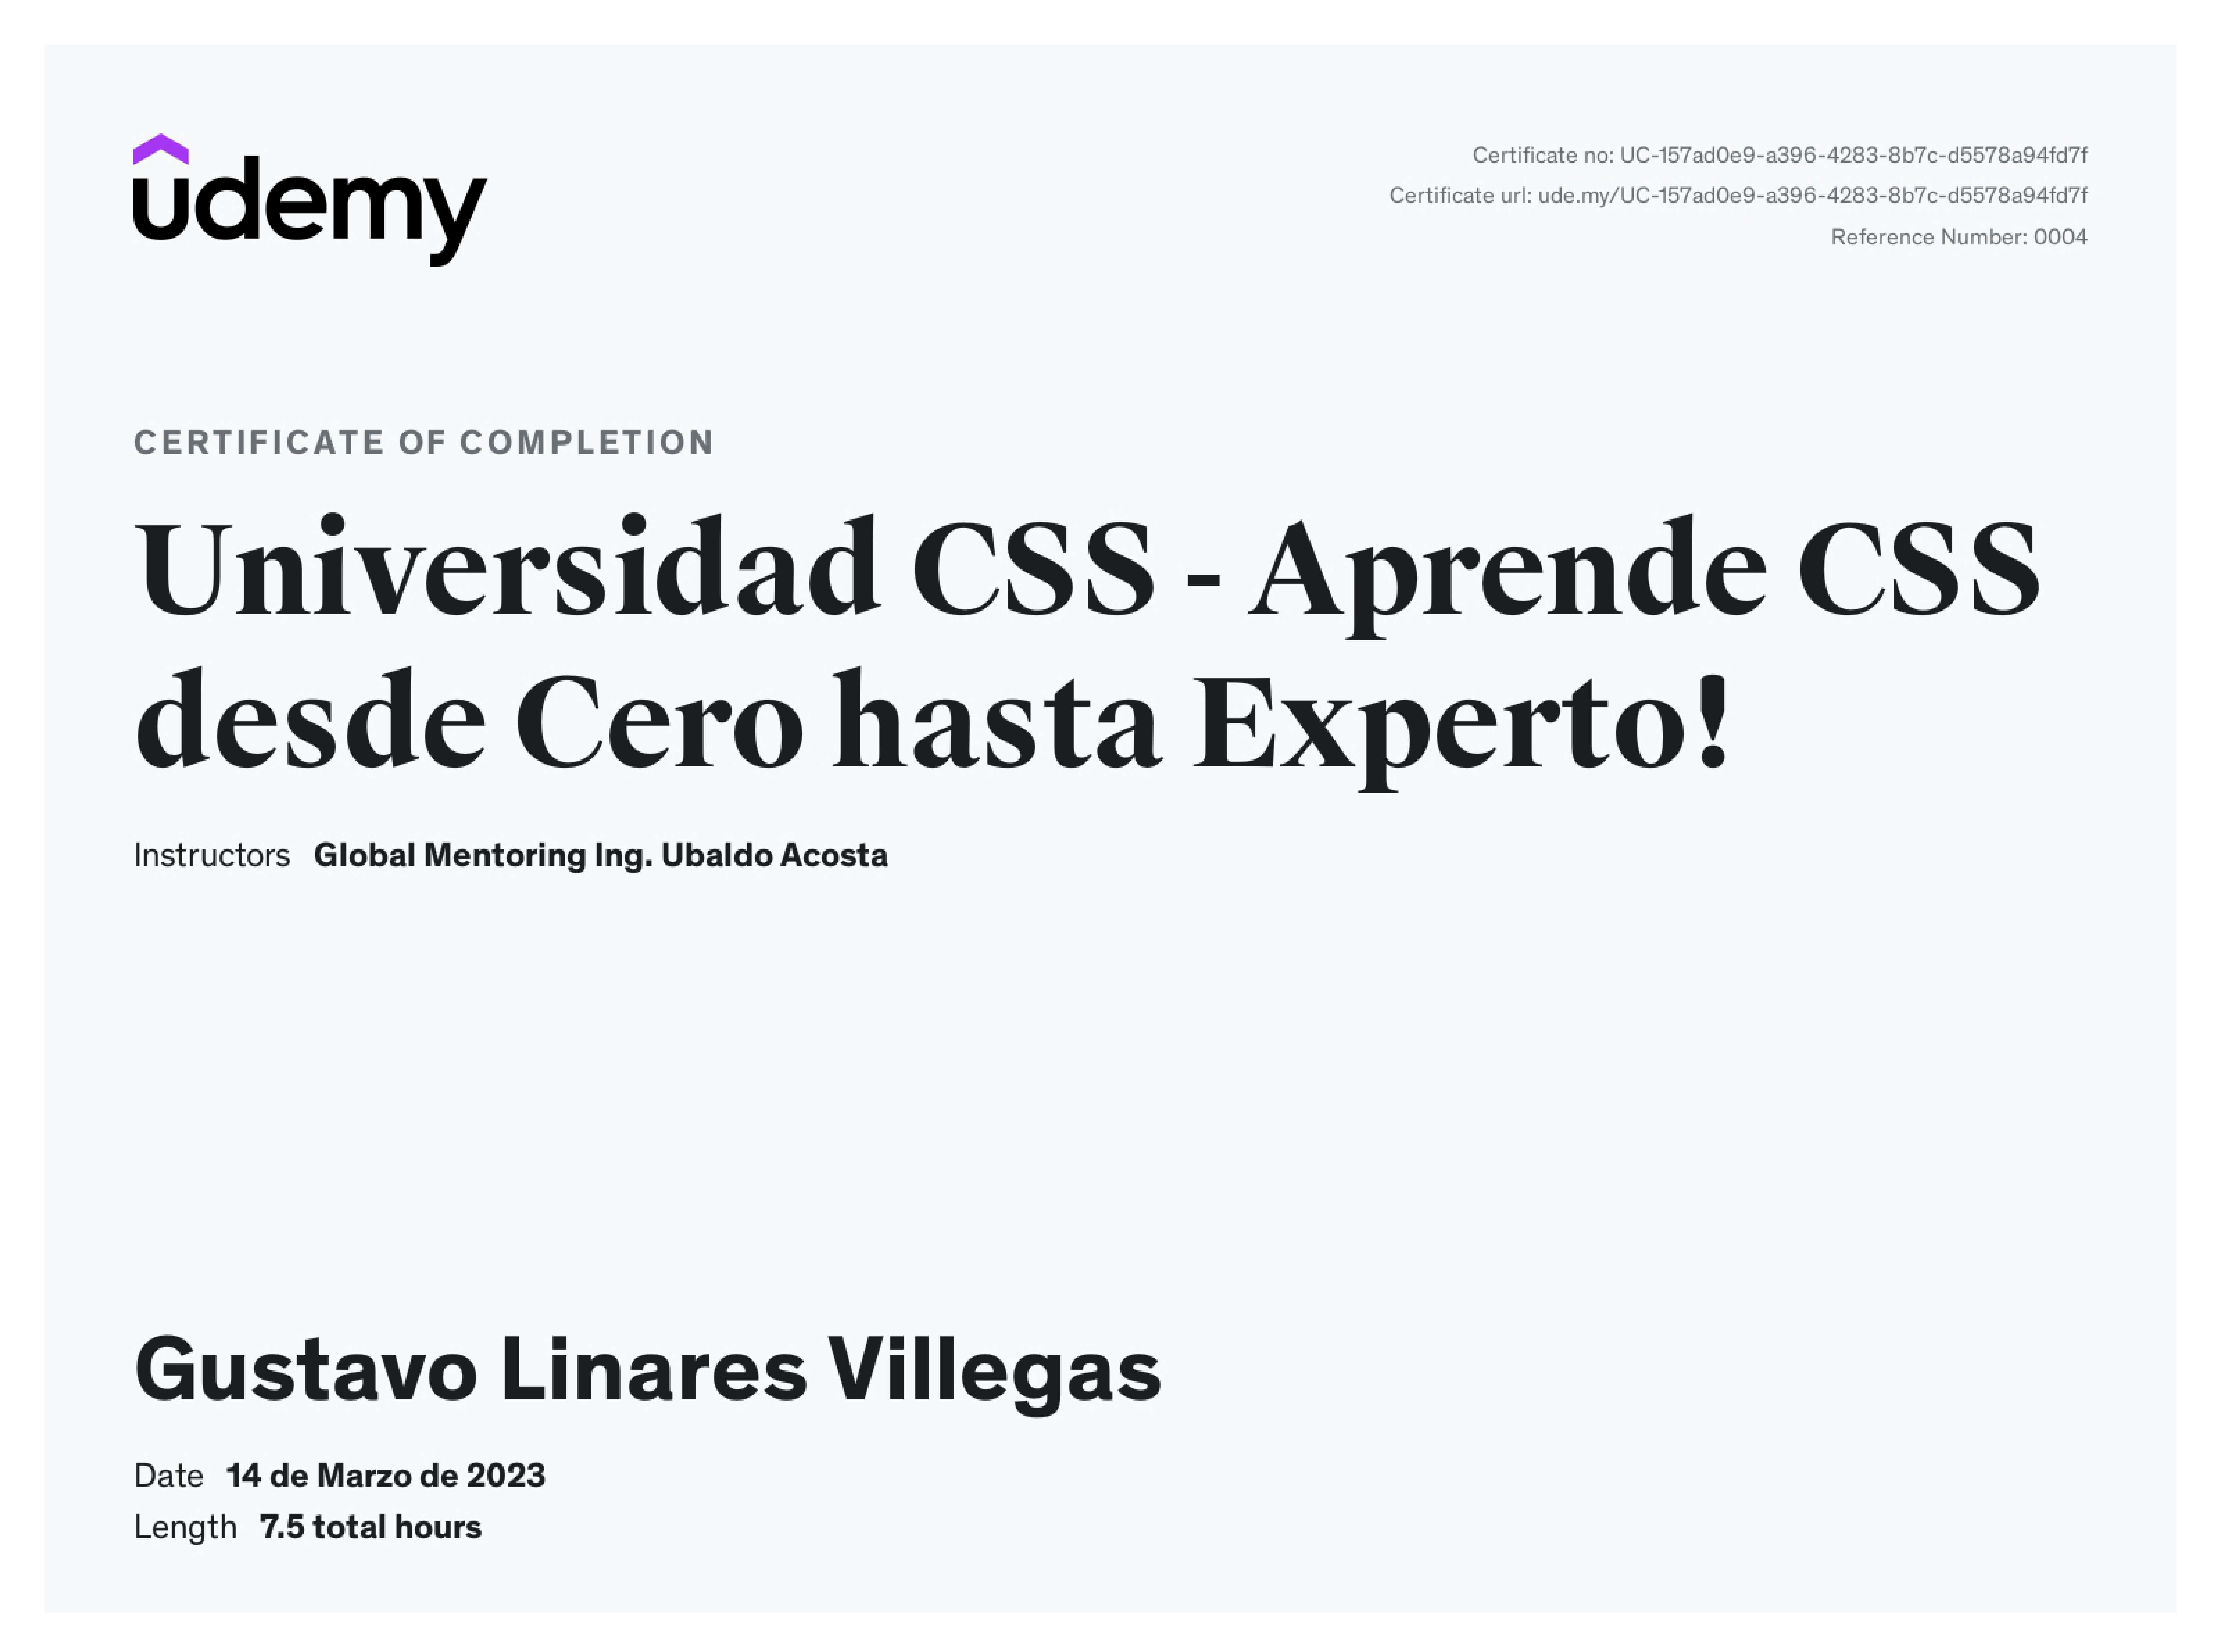 udemy
Certificate no: UC-157ad0e9-a396-4283-8b7c-d5578a94fd7f
Certificate url: ude.my/UC-157ad0e9-a396-4283-8b7c-d5578a94fd7f
Reference Number: 0004
CERTIFICATE OF COMPLETION
Universidad CSS - Aprende CSS
desde Cero hasta Experto!
Instructors Global Mentoring Ing. Ubaldo Acosta
Gustavo Linares Villegas
Date 14 de Marzo de 2023
Length 7.5 total hours